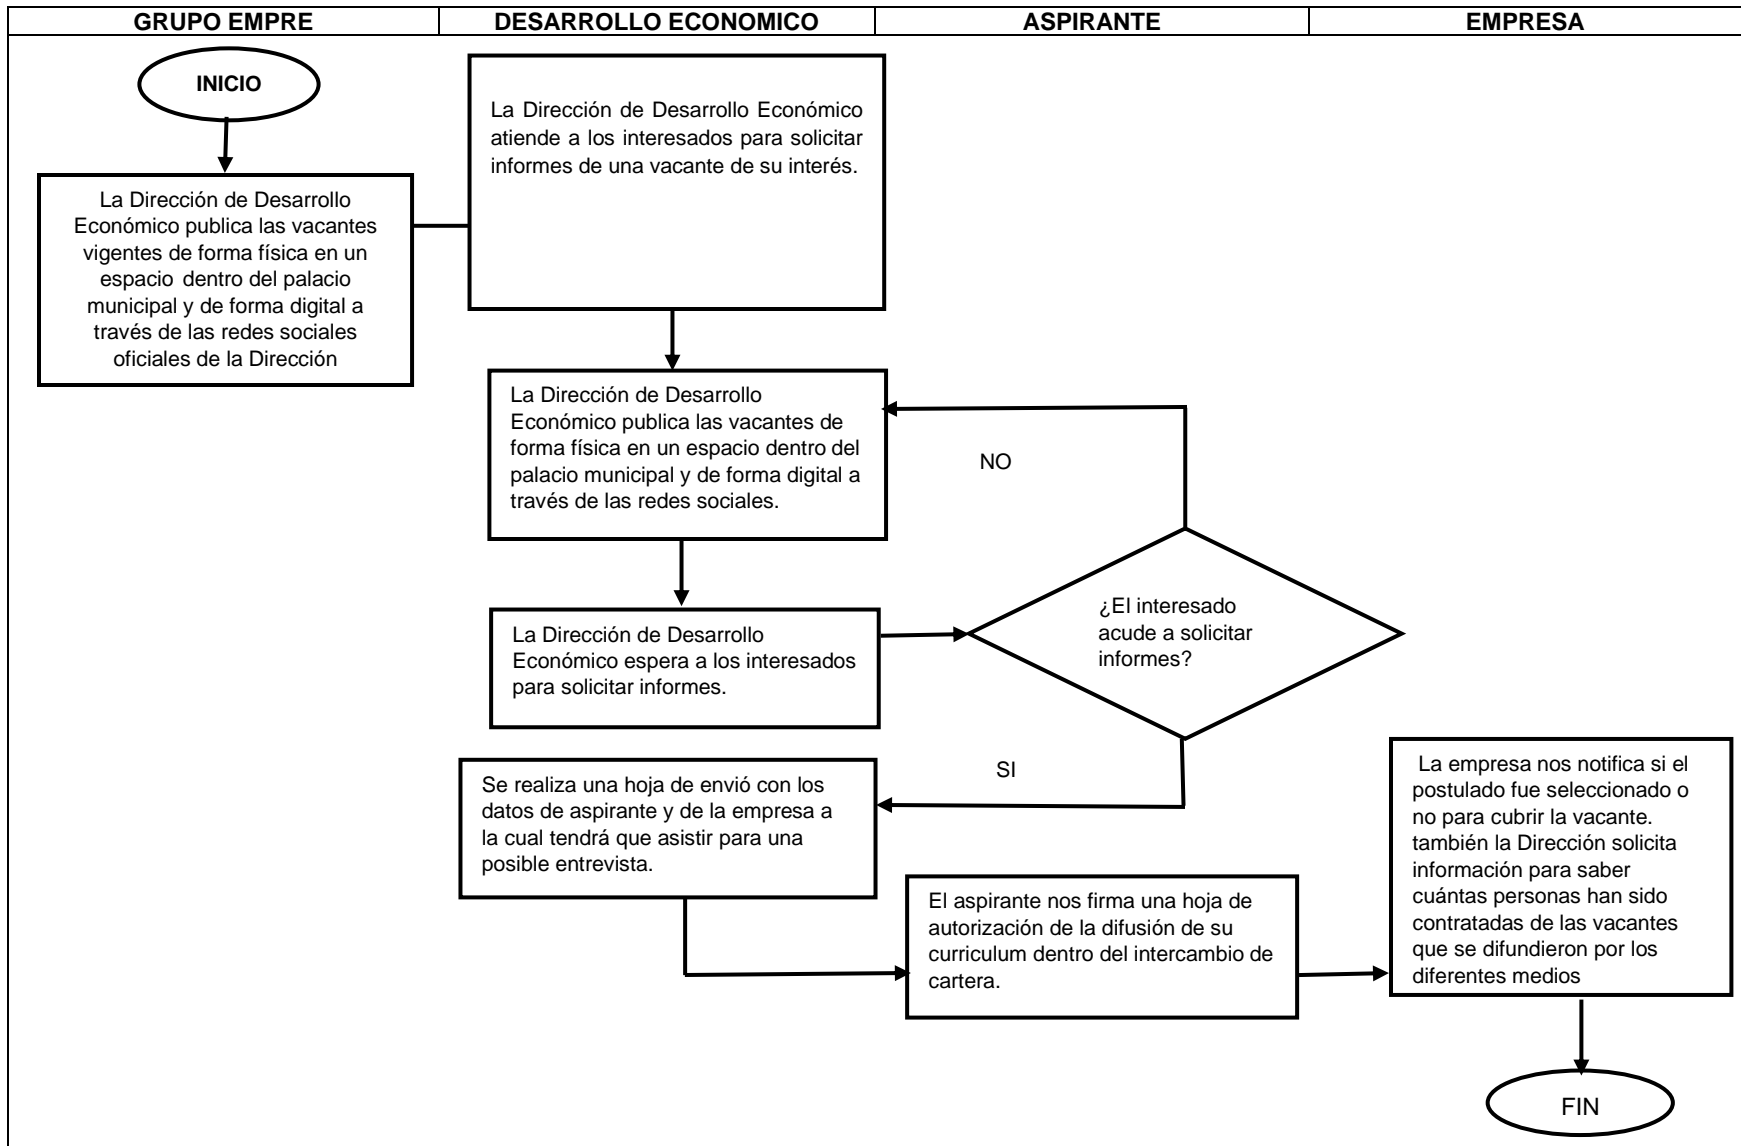 GRUPO EMPRE
DESARROLLO ECONOMICO
ASPIRANTE
EMPRESA
INICIO
La Dirección de Desarrollo
Económico publica las vacantes
vigentes de forma física en un
espacio dentro del palacio
municipal y de forma digital a
través de las redes sociales
oficiales de la Dirección
La Dirección de Desarrollo Económico
atiende a los interesados para solicitar
informes de una vacante de su interés.
La Dirección de Desarrollo
Económico publica las vacantes de
forma física en un espacio dentro del
palacio municipal y de forma digital a
través de las redes sociales.
NO
La Dirección de Desarrollo
Económico espera a los interesados
para solicitar informes.
¿El interesado
acude a solicitar
informes?
SI
Se realiza una hoja de envió con los
datos de aspirante y de la empresa a
la cual tendrá que asistir para una
posible entrevista.
El aspirante nos firma una hoja de
autorización de la difusión de su
curriculum dentro del intercambio de
cartera.
La empresa nos notifica si el
postulado fue seleccionado o
no para cubrir la vacante.
también la Dirección solicita
información para saber
cuántas personas han sido
contratadas de las vacantes
que se difundieron por los
diferentes medios
FIN